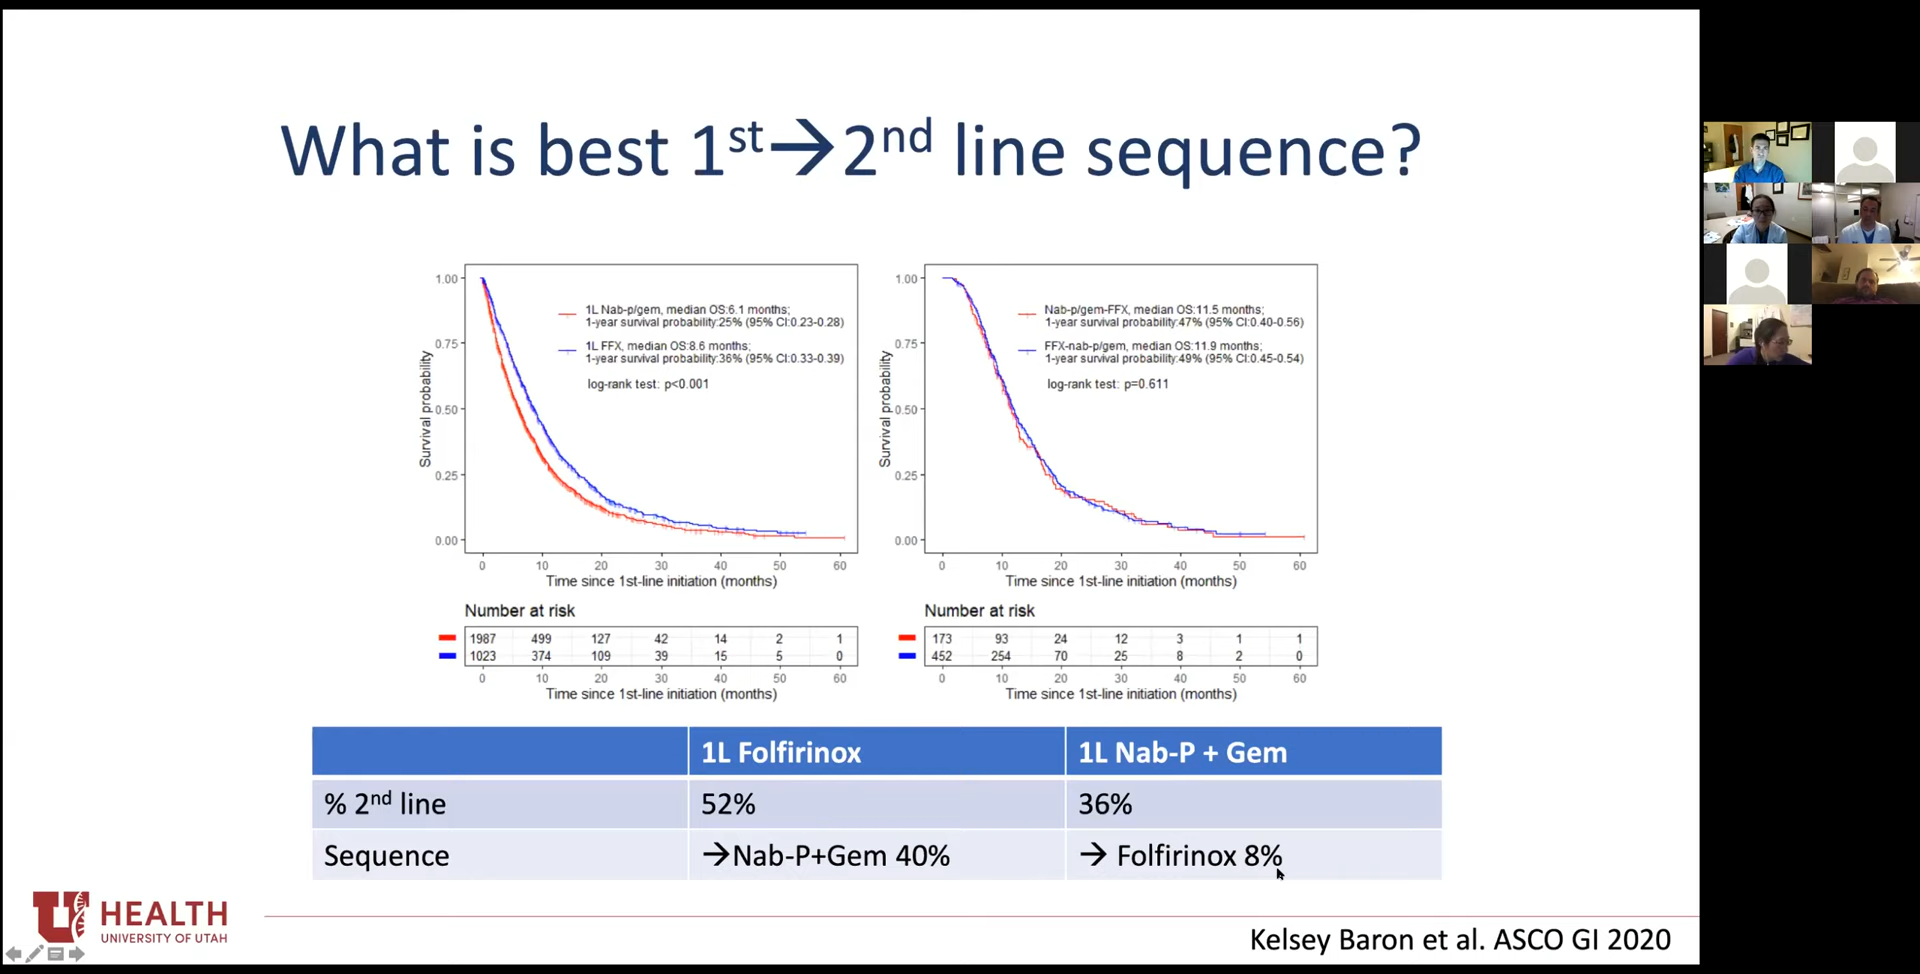 What is best 1st→2nd line sequence?
1.00
0.75
0.50
0.25
0.00
Survival probability
1L Nab-p/gem, median OS:6.1 months;
1-year survival probability:25% (95% CI:0.23-0.28)
1L FFX, median OS:8.6 months;
1-year survival probability:36% (95% CI:0.33-0.39)
log-rank test: p<0.001
0 10 20 30 40 50 60
Time since 1st-line initiation (months)
Number at risk
1987 499 127 42 14 2 1
1023 374 109 39 15 5 0
0 10 20 30 40 50 60
Time since 1st-line initiation (months)
1.00
0.75
0.50
0.25
0.00
Survival probability
Nab-p/gem-FFX, median OS:11.5 months;
1-year survival probability:47% (95% CI:0.40-0.56)
FFX-nab-p/gem, median OS:11.9 months;
1-year survival probability:49% (95% CI:0.45-0.54)
log-rank test: p=0.611
0 10 20 30 40 50 60
Time since 1st-line initiation (months)
Number at risk
173 93 24 12 3 1 1
452 254 70 25 8 2 0
0 10 20 30 40 50 60
Time since 1st-line initiation (months)
1L Folfirinox 1L Nab-P + Gem
% 2nd line 52% 36%
Sequence →Nab-P+Gem 40% → Folfirinox 8%
U HEALTH
UNIVERSITY OF UTAH
Kelsey Baron et al. ASCO GI 2020